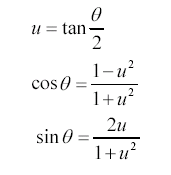 u = tan θ/2
cos θ = (1 − u²)/(1 + u²)
sin θ = 2u/(1 + u²)